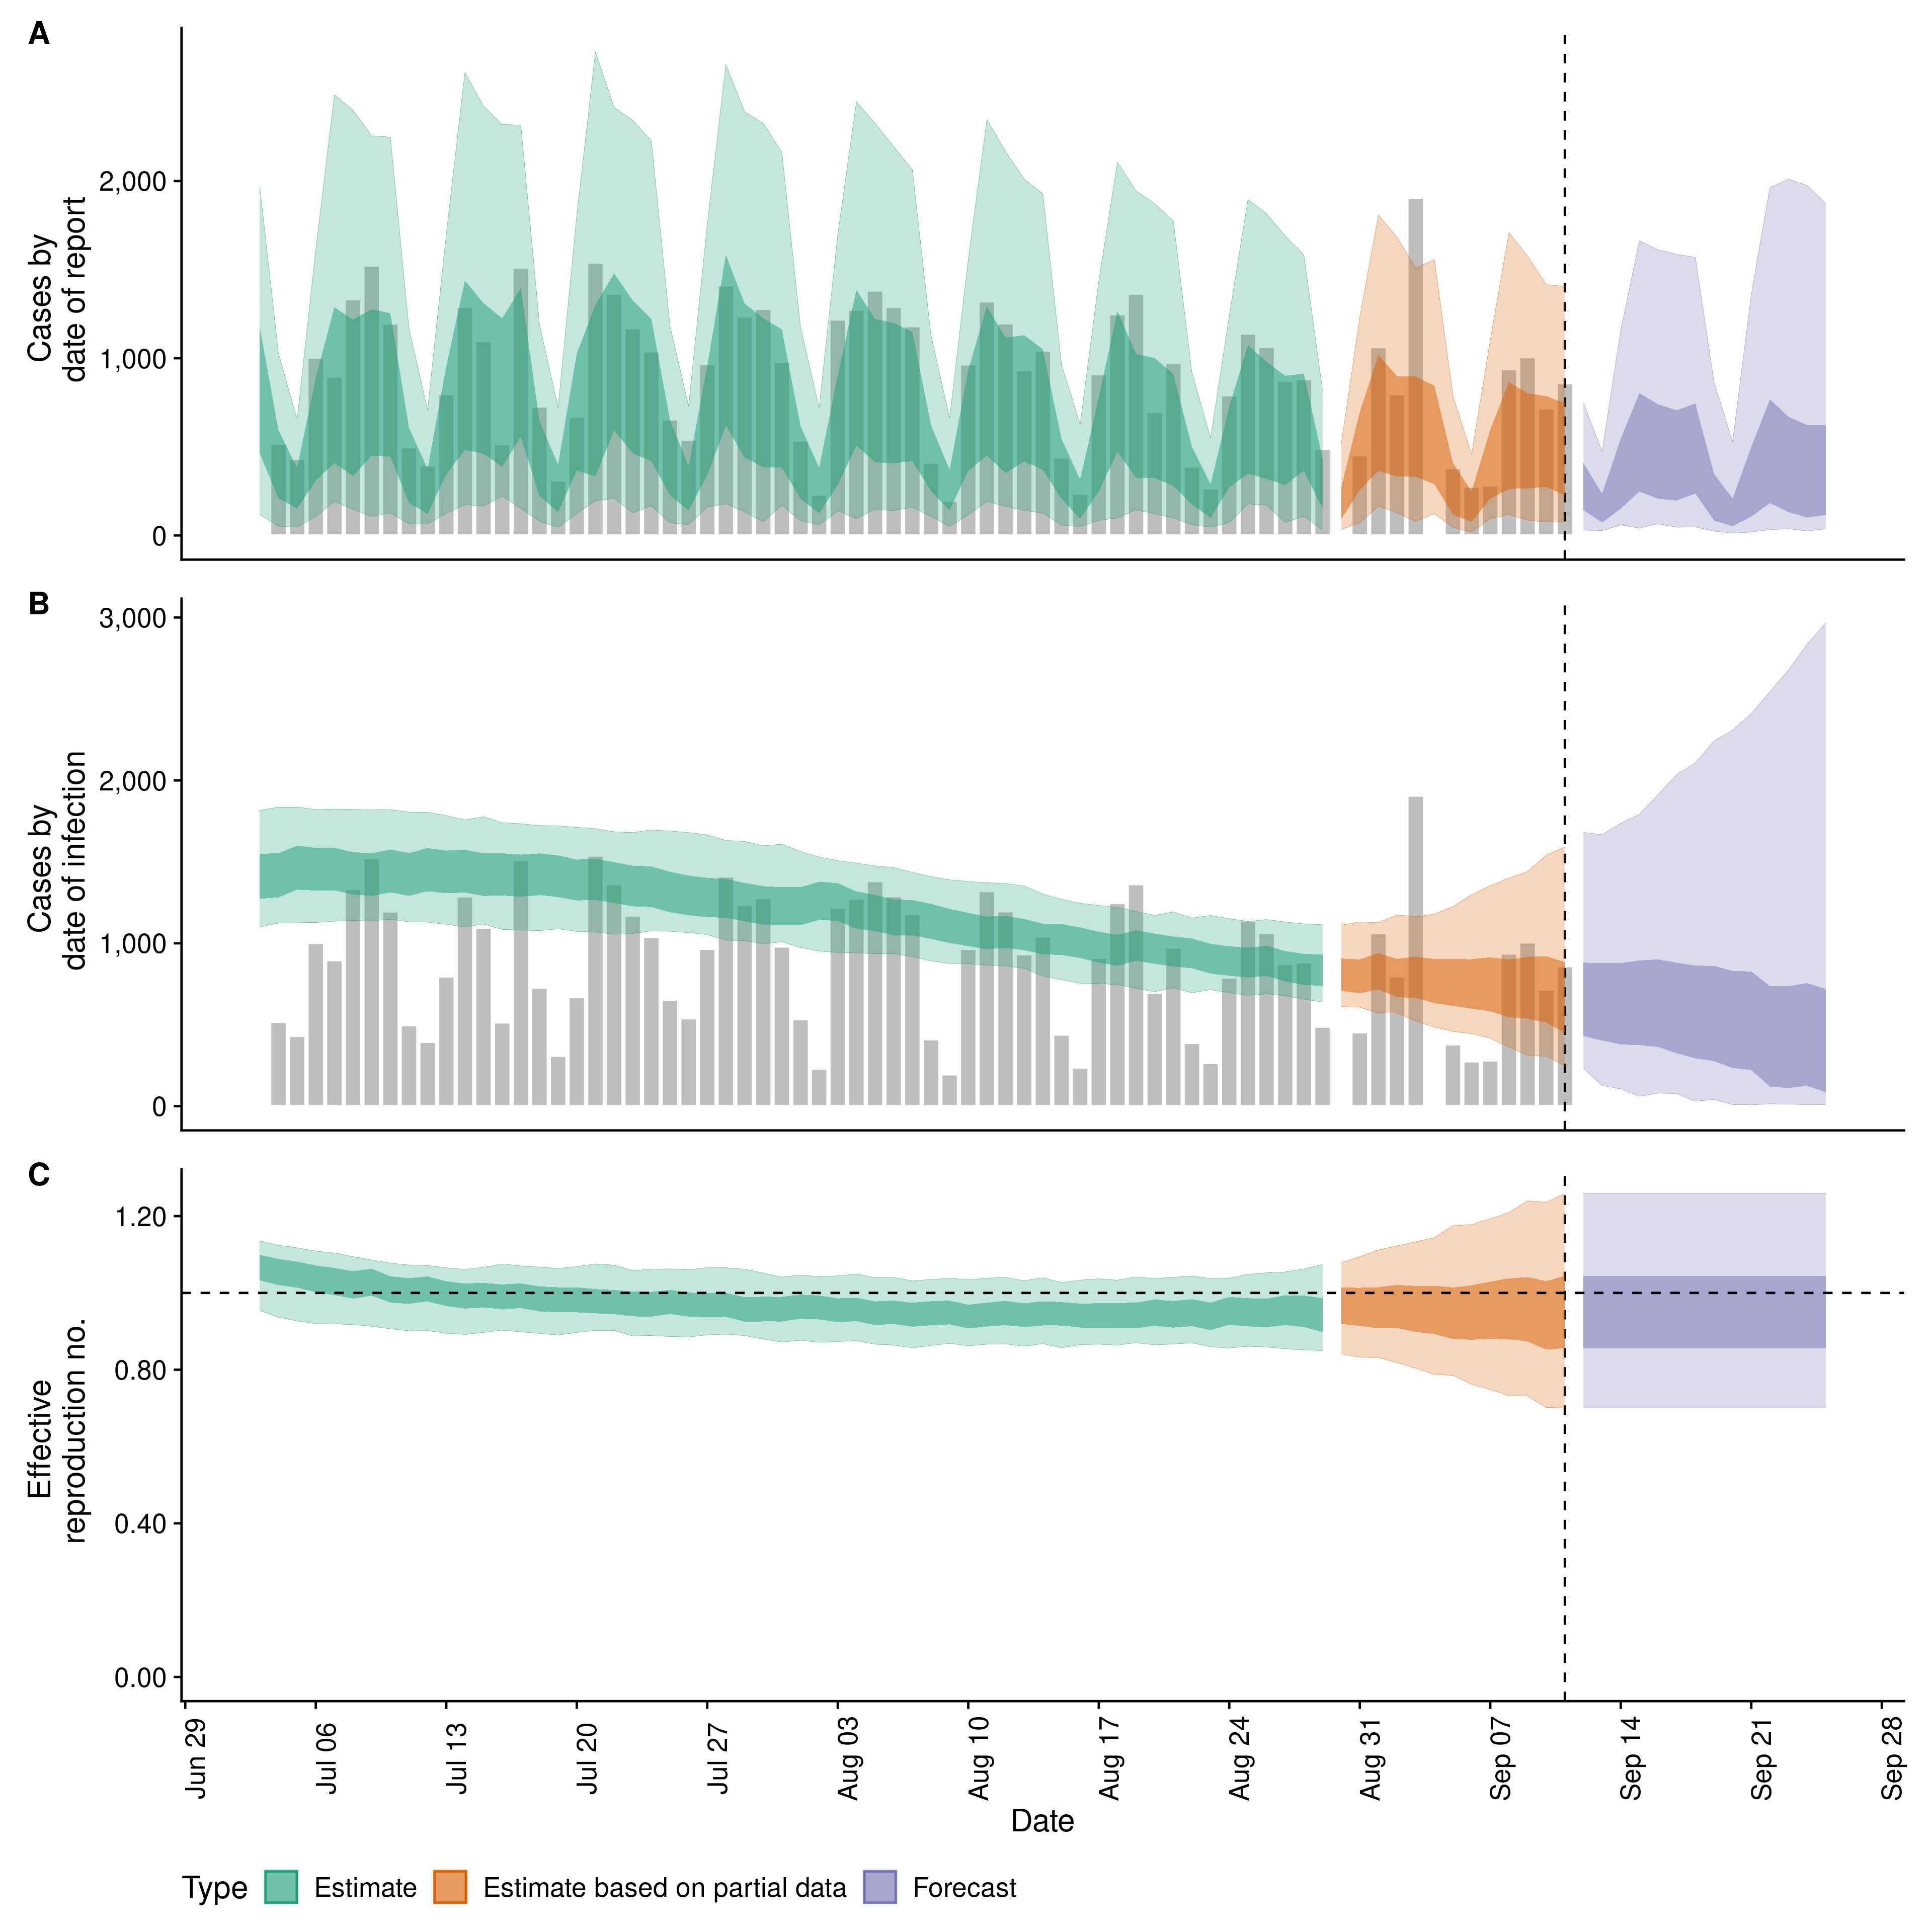 A
Cases by
date of report
2,000
1,000
0
B
Cases by
date of infection
3,000
2,000
1,000
0
C
Effective
reproduction no.
1.20
0.80
0.40
0.00
Jun 29
Jul 06
Jul 13
Jul 20
Jul 27
Aug 03
Aug 10
Aug 17
Aug 24
Aug 31
Sep 07
Sep 14
Sep 21
Sep 28
Date
Type Estimate Estimate based on partial data Forecast